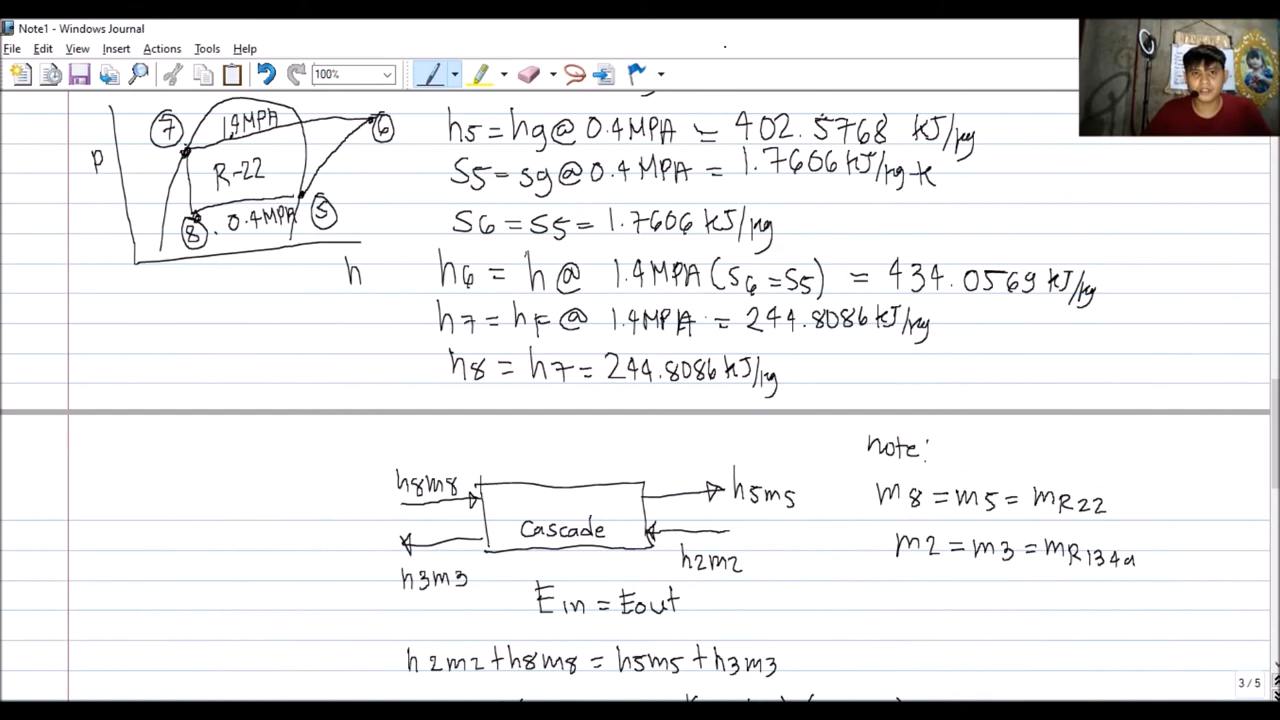 Note1 - Windows Journal
File Edit View Insert Actions Tools Help
100%
7
1.4MPA
6
P
R-22
8
0.4MPA
5
h
h5 = hg @ 0.4MPA = 402.5768 kJ/kg
S5 = sg @ 0.4 MPA = 1.7606 kJ/kg-K
S6 = S5 = 1.7606 kJ/kg
h6 = h @ 1.4MPA (S6 = S5) = 434.0569 kJ/kg
h7 = hF @ 1.4MPA = 244.8086 kJ/kg
h8 = h7 = 244.8086 kJ/kg
note:
h8m8
h5m5
m8 = m5 = mR22
Cascade
m2 = m3 = mR134a
h2m2
h3m3
Ein = Eout
h2m2 + h8m8 = h5m5 + h3m3
3 / 5